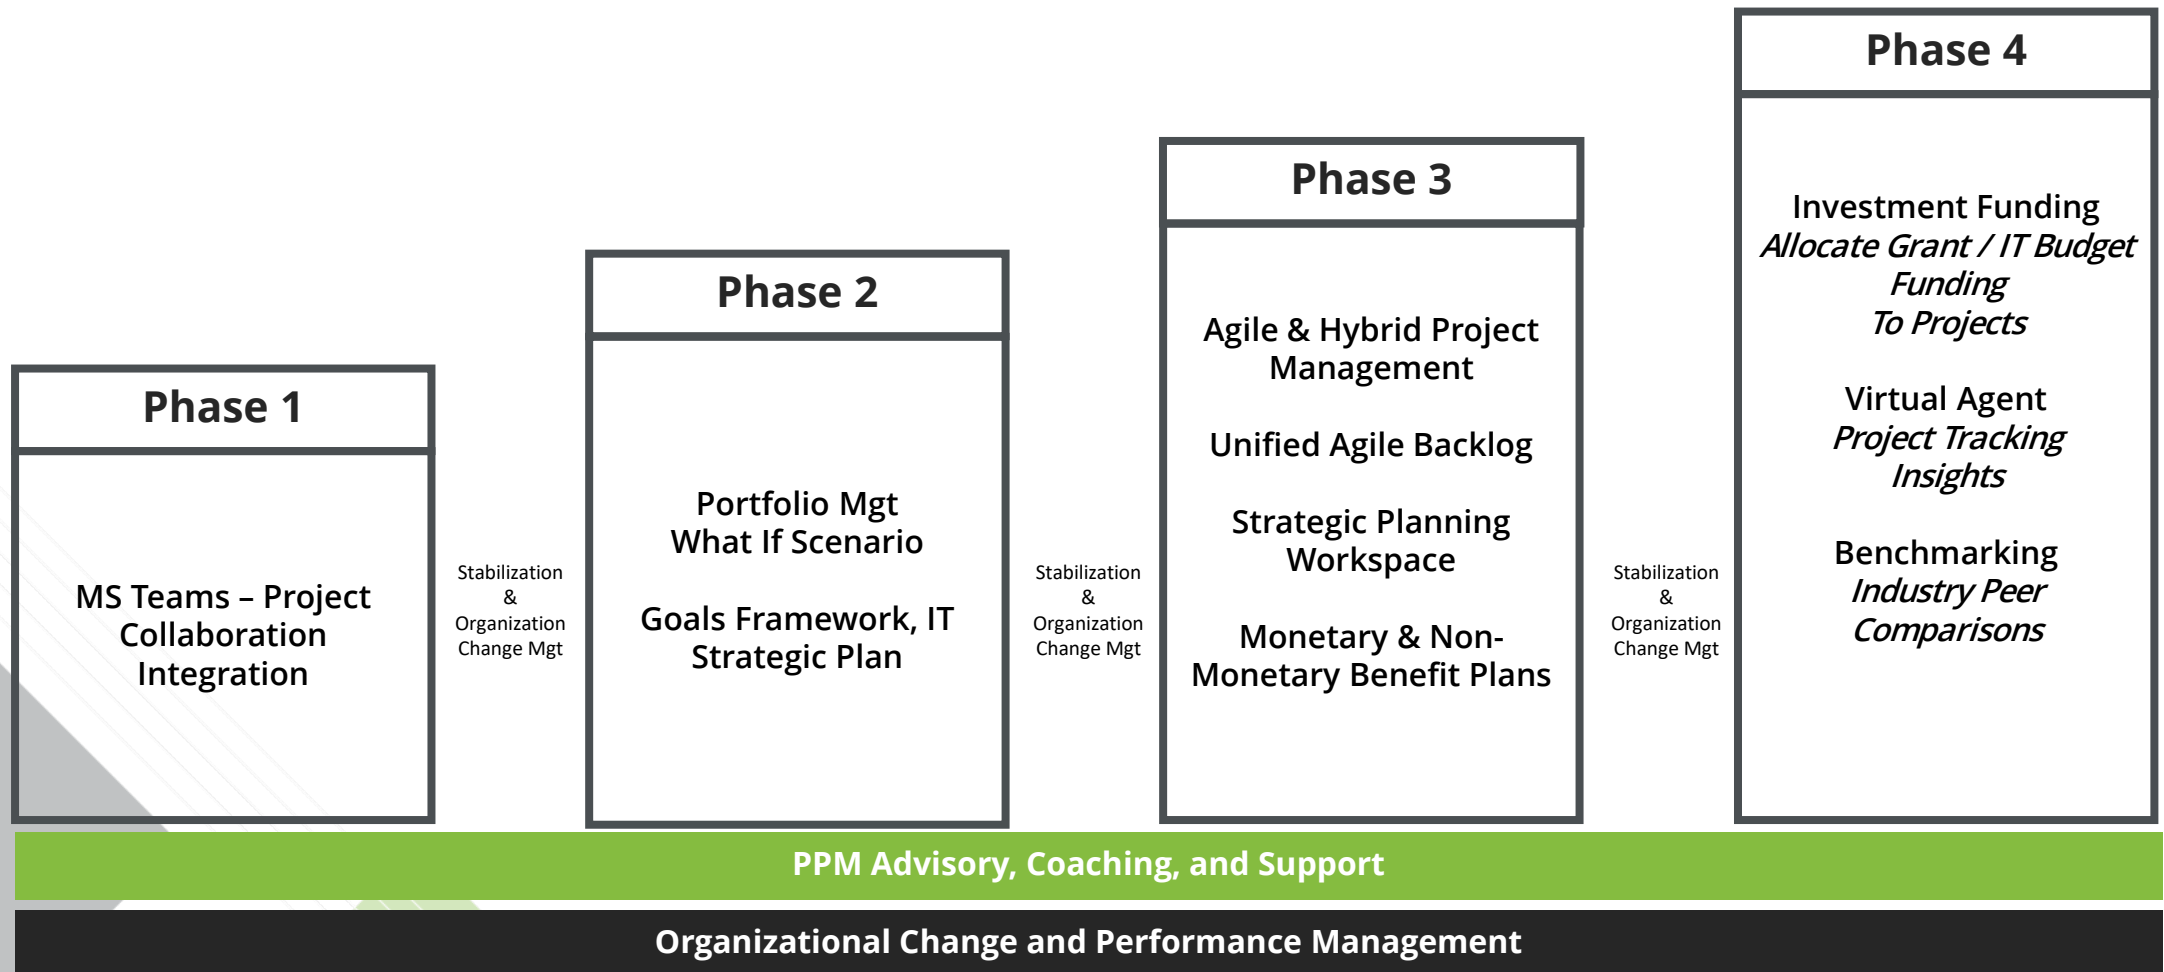 Phase 1
MS Teams – Project
Collaboration
Integration
Stabilization
&
Organization
Change Mgt
Phase 2
Portfolio Mgt
What If Scenario
Goals Framework, IT
Strategic Plan
Stabilization
&
Organization
Change Mgt
Phase 3
Agile & Hybrid Project
Management
Unified Agile Backlog
Strategic Planning
Workspace
Monetary & Non-
Monetary Benefit Plans
Stabilization
&
Organization
Change Mgt
Phase 4
Investment Funding
Allocate Grant / IT Budget
Funding
To Projects
Virtual Agent
Project Tracking
Insights
Benchmarking
Industry Peer
Comparisons
PPM Advisory, Coaching, and Support
Organizational Change and Performance Management